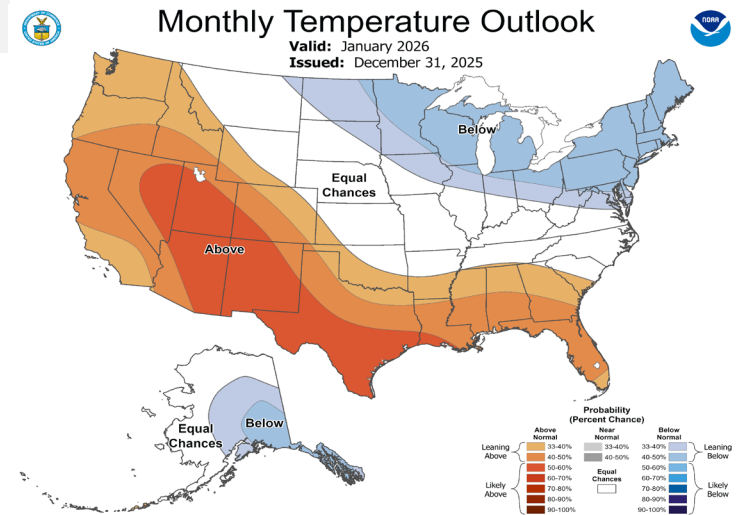 Monthly Temperature Outlook
Valid: January 2026
Issued: December 31, 2025
NOAA
Below
Equal
Chances
Above
Equal
Chances
Below
Probability
(Percent Chance)
Above
Normal
Near
Normal
Below
Normal
Leaning
Above
33-40%
40-50%
33-40%
40-50%
33-40%
40-50%
Leaning
Below
Likely
Above
50-60%
60-70%
70-80%
80-90%
90-100%
Equal
Chances
50-60%
60-70%
70-80%
80-90%
90-100%
Likely
Below